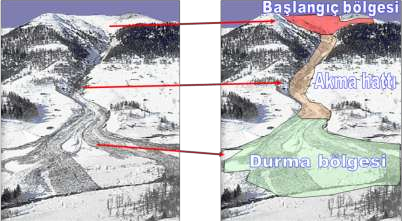 Başlangıç bölgesi
Akma hattı
Durma bölgesi